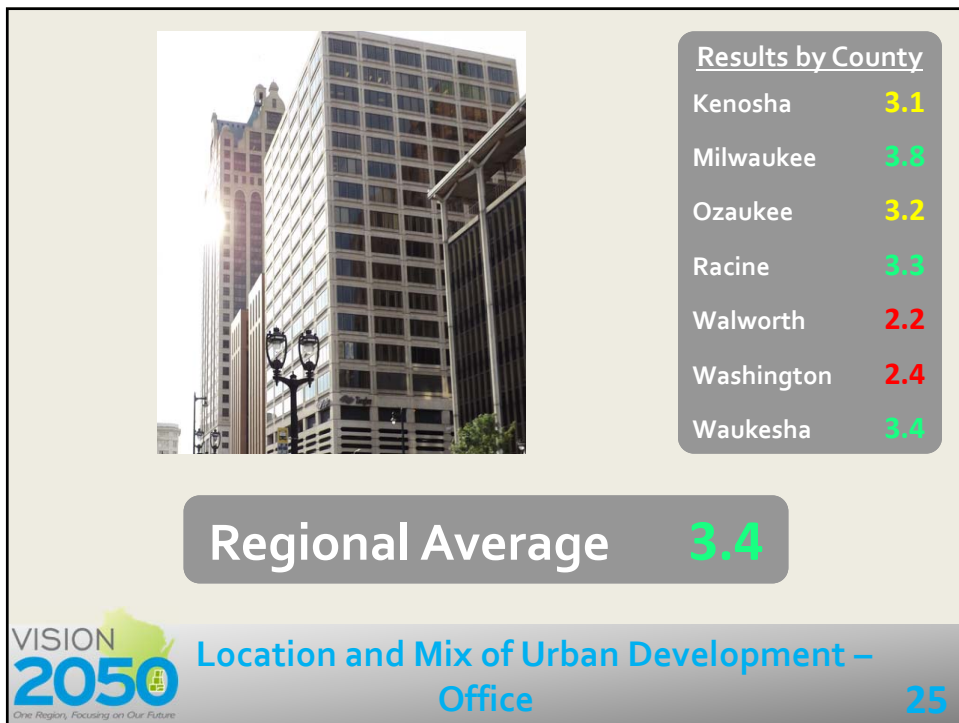 Results by County
Kenosha 3.1
Milwaukee 3.8
Ozaukee 3.2
Racine 3.3
Walworth 2.2
Washington 2.4
Waukesha 3.4
Regional Average 3.4
VISION
2050
One Region, Focusing on Our Future
Location and Mix of Urban Development –
Office
25